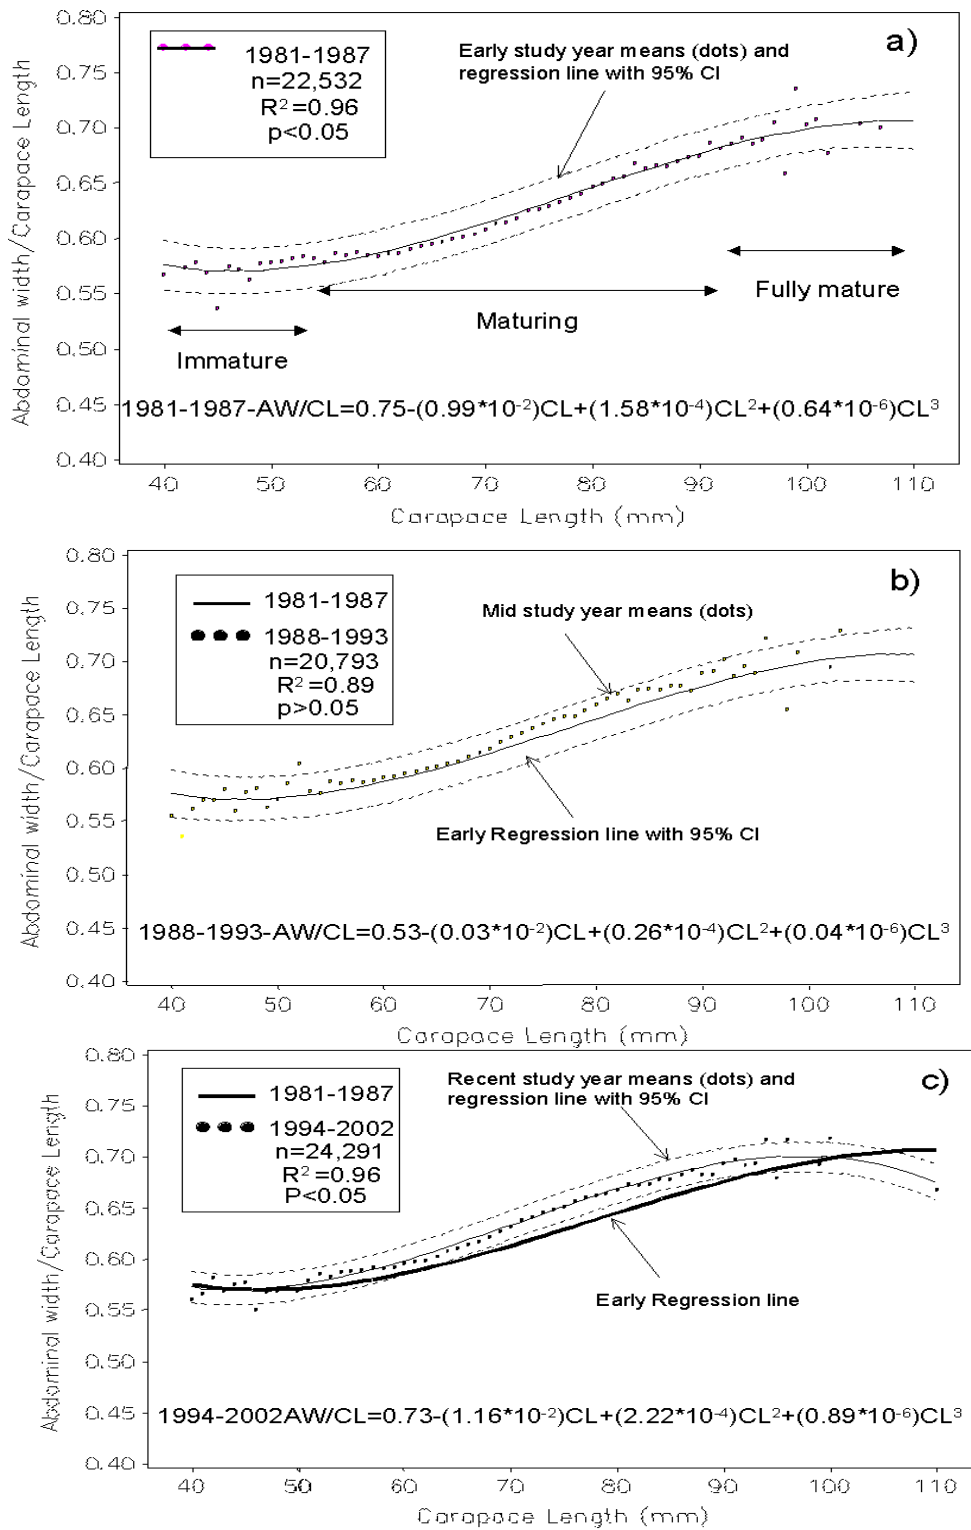 a)
1981-1987
n=22,532
R²=0.96
p<0.05
Early study year means (dots) and
regression line with 95% CI
Abdominal width/Carapace Length
0.80
0.75
0.70
0.65
0.60
0.55
0.50
0.45
0.40
Immature
Maturing
Fully mature
1981-1987-AW/CL=0.75-(0.99*10⁻²)CL+(1.58*10⁻⁴)CL²+(0.64*10⁻⁶)CL³
40 50 60 70 80 90 100 110
Carapace Length (mm)
b)
1981-1987
1988-1993
n=20,793
R²=0.89
p>0.05
Mid study year means (dots)
Early Regression line with 95% CI
Abdominal width/Carapace Length
0.80
0.75
0.70
0.65
0.60
0.55
0.50
0.45
0.40
1988-1993-AW/CL=0.53-(0.03*10⁻²)CL+(0.26*10⁻⁴)CL²+(0.04*10⁻⁶)CL³
40 50 60 70 80 90 100 110
Carapace Length (mm)
c)
1981-1987
1994-2002
n=24,291
R²=0.96
P<0.05
Recent study year means (dots) and
regression line with 95% CI
Early Regression line
Abdominal width/Carapace Length
0.80
0.75
0.70
0.65
0.60
0.55
0.50
0.45
0.40
1994-2002AW/CL=0.73-(1.16*10⁻²)CL+(2.22*10⁻⁴)CL²+(0.89*10⁻⁶)CL³
40 50 60 70 80 90 100 110
Carapace Length (mm)